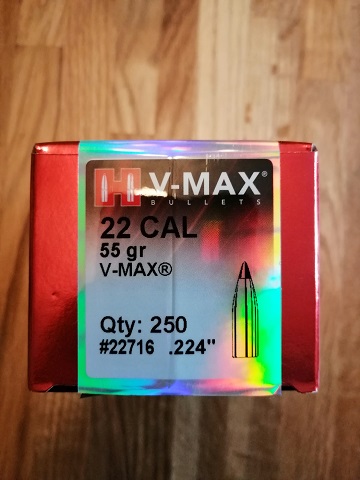 H V-MAX®
BULLETS
22 CAL
55 gr
V-MAX®
Qty: 250
#22716 .224"